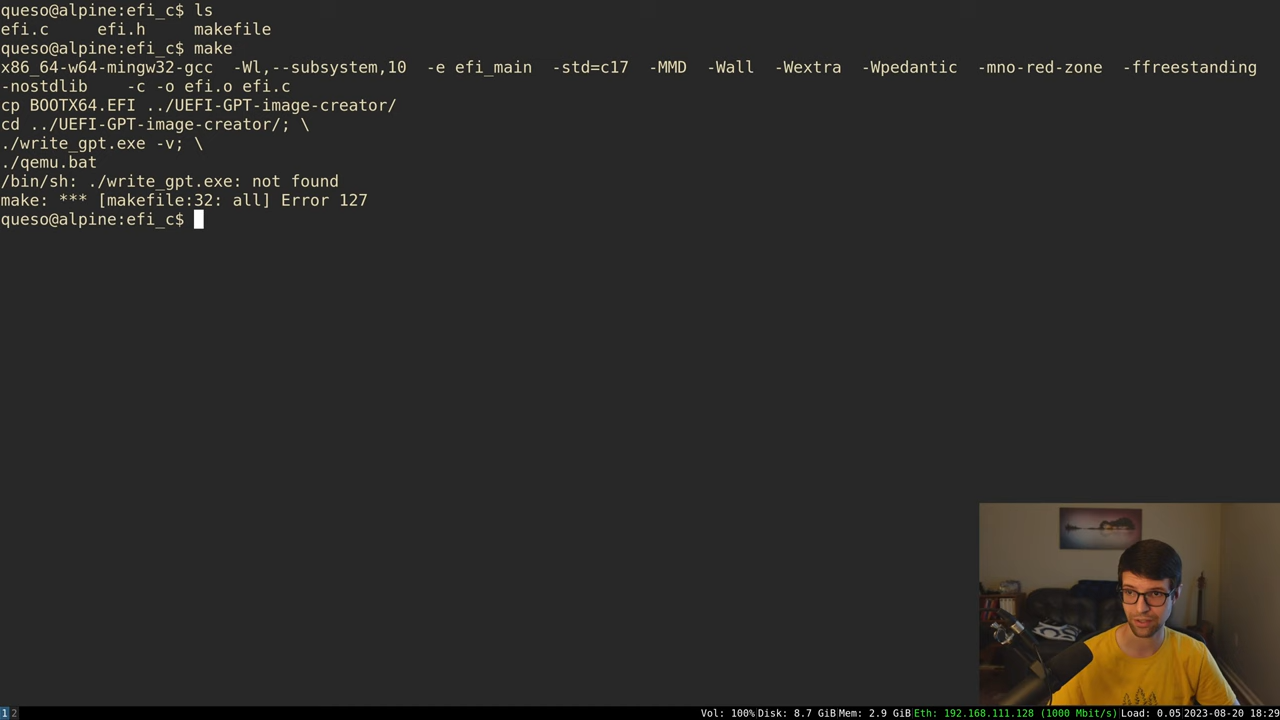 queso@alpine:efi_c$ ls
efi.c     efi.h     makefile
queso@alpine:efi_c$ make
x86_64-w64-mingw32-gcc  -Wl,--subsystem,10  -e efi_main  -std=c17  -MMD  -Wall  -Wextra  -Wpedantic  -mno-red-zone  -ffreestanding
-nostdlib    -c -o efi.o efi.c
cp BOOTX64.EFI ../UEFI-GPT-image-creator/
cd ../UEFI-GPT-image-creator/; \
./write_gpt.exe -v; \
./qemu.bat
/bin/sh: ./write_gpt.exe: not found
make: *** [makefile:32: all] Error 127
queso@alpine:efi_c$
1 2 Vol: 100% Disk: 8.7 GiB Mem: 2.9 GiB Eth: 192.168.111.128 (1000 Mbit/s) Load: 0.05 2023-08-20 18:29